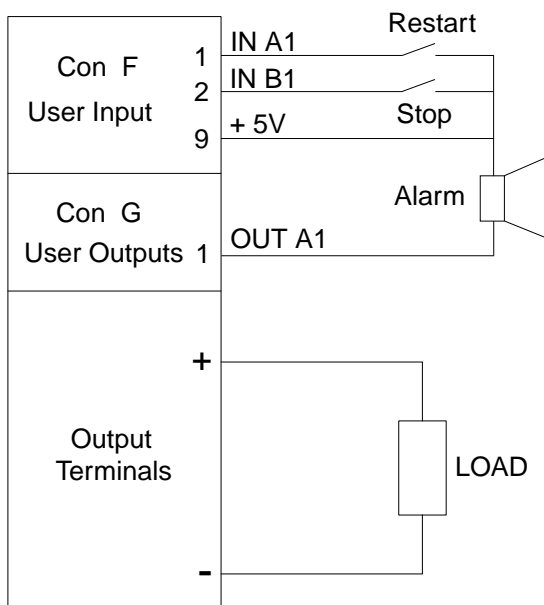 Con F
User Input
1 IN A1 Restart
2 IN B1 Stop
9 + 5V
Con G
User Outputs 1 OUT A1
Alarm
+
Output
Terminals
LOAD
-